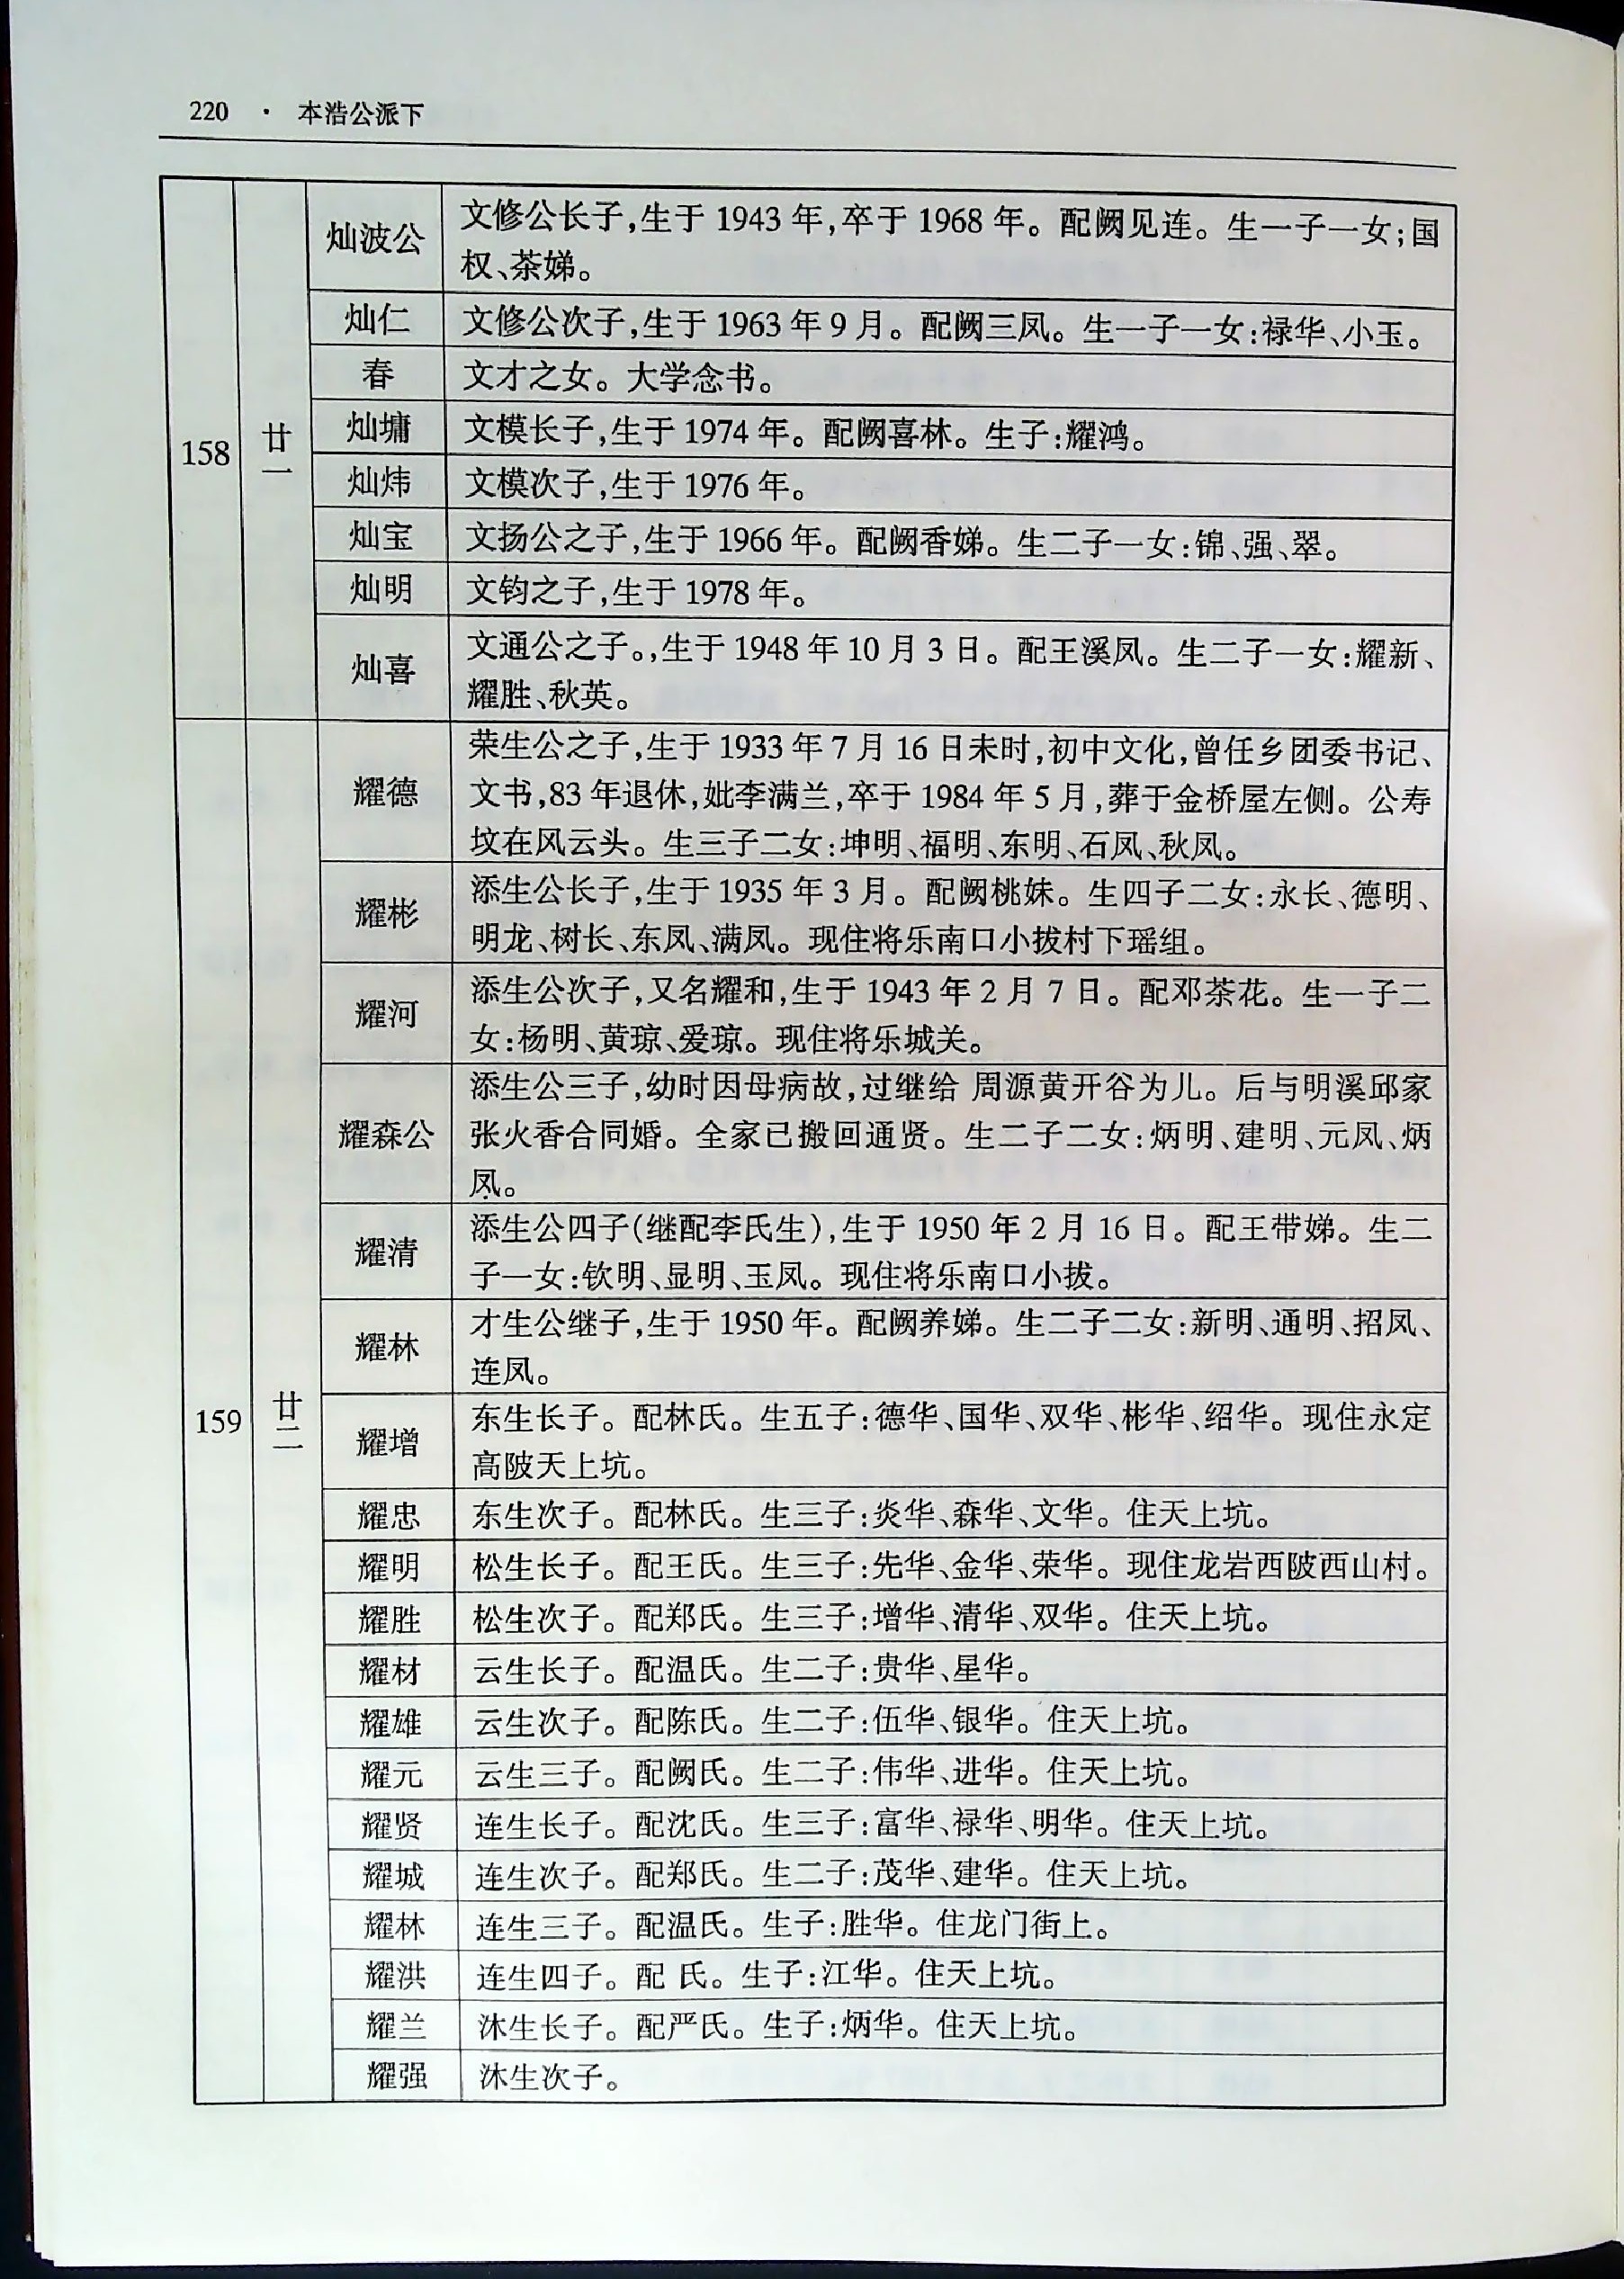 220 · 本浩公派下
158
廿一
灿波公
文修公长子,生于 1943 年,卒于 1968 年。配阙见连。生一子一女;国
权、茶娣。
灿仁
文修公次子,生于 1963 年 9 月。配阙三凤。生一子一女:禄华、小玉。
春
文才之女。大学念书。
灿墉
文模长子,生于 1974 年。配阙喜林。生子:耀鸿。
灿炜
文模次子,生于 1976 年。
灿宝
文扬公之子,生于 1966 年。配阙香娣。生二子一女:锦、强、翠。
灿明
文钧之子,生于 1978 年。
灿喜
文通公之子。,生于 1948 年 10 月 3 日。配王溪凤。生二子一女:耀新、
耀胜、秋英。
159
廿二
耀德
荣生公之子,生于 1933 年 7 月 16 日未时,初中文化,曾任乡团委书记、
文书,83 年退休,妣李满兰,卒于 1984 年 5 月,葬于金桥屋左侧。公寿
坟在风云头。生三子二女:坤明、福明、东明、石凤、秋凤。
耀彬
添生公长子,生于 1935 年 3 月。配阙桃妹。生四子二女:永长、德明、
明龙、树长、东凤、满凤。现住将乐南口小拔村下瑶组。
耀河
添生公次子,又名耀和,生于 1943 年 2 月 7 日。配邓茶花。生一子二
女:杨明、黄琼、爱琼。现住将乐城关。
耀森公
添生公三子,幼时因母病故,过继给 周源黄开谷为儿。后与明溪邱家
张火香合同婚。全家已搬回通贤。生二子二女:炳明、建明、元凤、炳
凤。
耀清
添生公四子(继配李氏生),生于 1950 年 2 月 16 日。配王带娣。生二
子一女:钦明、显明、玉凤。现住将乐南口小拔。
耀林
才生公继子,生于 1950 年。配阙养娣。生二子二女:新明、通明、招凤、
连凤。
耀增
东生长子。配林氏。生五子:德华、国华、双华、彬华、绍华。现住永定
高陂天上坑。
耀忠
东生次子。配林氏。生三子:炎华、森华、文华。住天上坑。
耀明
松生长子。配王氏。生三子:先华、金华、荣华。现住龙岩西陂西山村。
耀胜
松生次子。配郑氏。生三子:增华、清华、双华。住天上坑。
耀材
云生长子。配温氏。生二子:贵华、星华。
耀雄
云生次子。配陈氏。生二子:伍华、银华。住天上坑。
耀元
云生三子。配阙氏。生二子:伟华、进华。住天上坑。
耀贤
连生长子。配沈氏。生三子:富华、禄华、明华。住天上坑。
耀城
连生次子。配郑氏。生二子:茂华、建华。住天上坑。
耀林
连生三子。配温氏。生子:胜华。住龙门街上。
耀洪
连生四子。配 氏。生子:江华。住天上坑。
耀兰
沐生长子。配严氏。生子:炳华。住天上坑。
耀强
沐生次子。